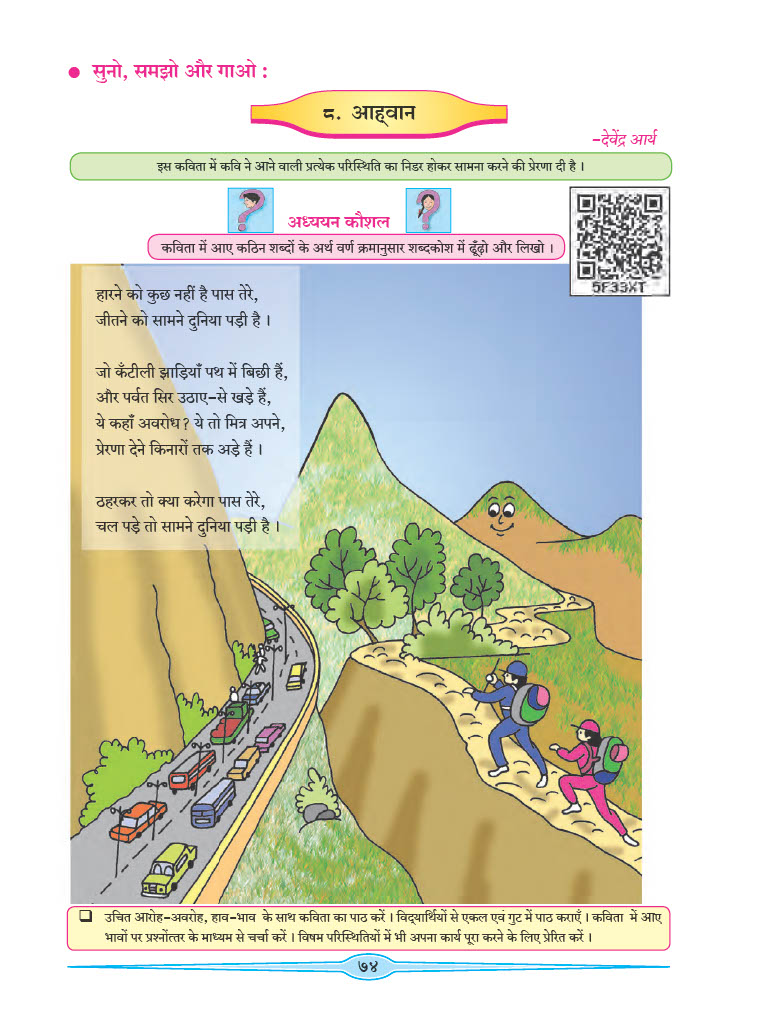 ● सुनो, समझो और गाओ :
८. आह्वान
-देवेंद्र आर्य
इस कविता में कवि ने आने वाली प्रत्येक परिस्थिति का निडर होकर सामना करने की प्रेरणा दी है ।
अध्ययन कौशल
कविता में आए कठिन शब्दों के अर्थ वर्ण क्रमानुसार शब्दकोश में ढूँढ़ो और लिखो ।
5F33XT
हारने को कुछ नहीं है पास तेरे,
जीतने को सामने दुनिया पड़ी है ।
जो कँटीली झाड़ियाँ पथ में बिछी हैं,
और पर्वत सिर उठाए-से खड़े हैं,
ये कहाँ अवरोध ? ये तो मित्र अपने,
प्रेरणा देने किनारों तक अड़े हैं ।
ठहरकर तो क्या करेगा पास तेरे,
चल पड़े तो सामने दुनिया पड़ी है ।
❑ उचित आरोह-अवरोह, हाव-भाव के साथ कविता का पाठ करें । विद्यार्थियों से एकल एवं गुट में पाठ कराएँ । कविता में आए
भावों पर प्रश्नोंत्तर के माध्यम से चर्चा करें । विषम परिस्थितियों में भी अपना कार्य पूरा करने के लिए प्रेरित करें ।
७४